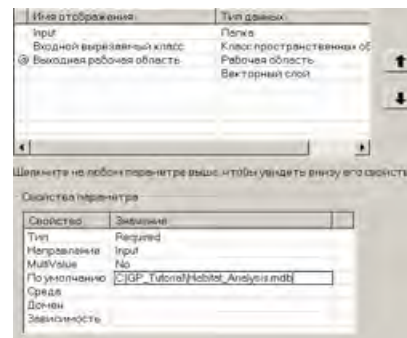 Имя отображения Тип данных
Input Папка
Входной вырезаемый класс Класс пространственных об
@ Выходная рабочая область Рабочая область
Векторный слой
Щелкните на любом параметре выше, чтобы увидеть внизу его свойств
Свойства параметра
Свойство Значение
Тип Required
Направление Input
MultiValue No
По умолчанию C:\GP_Tutorial\Habitat_Analysis.mdb
Среда
Домен
Зависимость